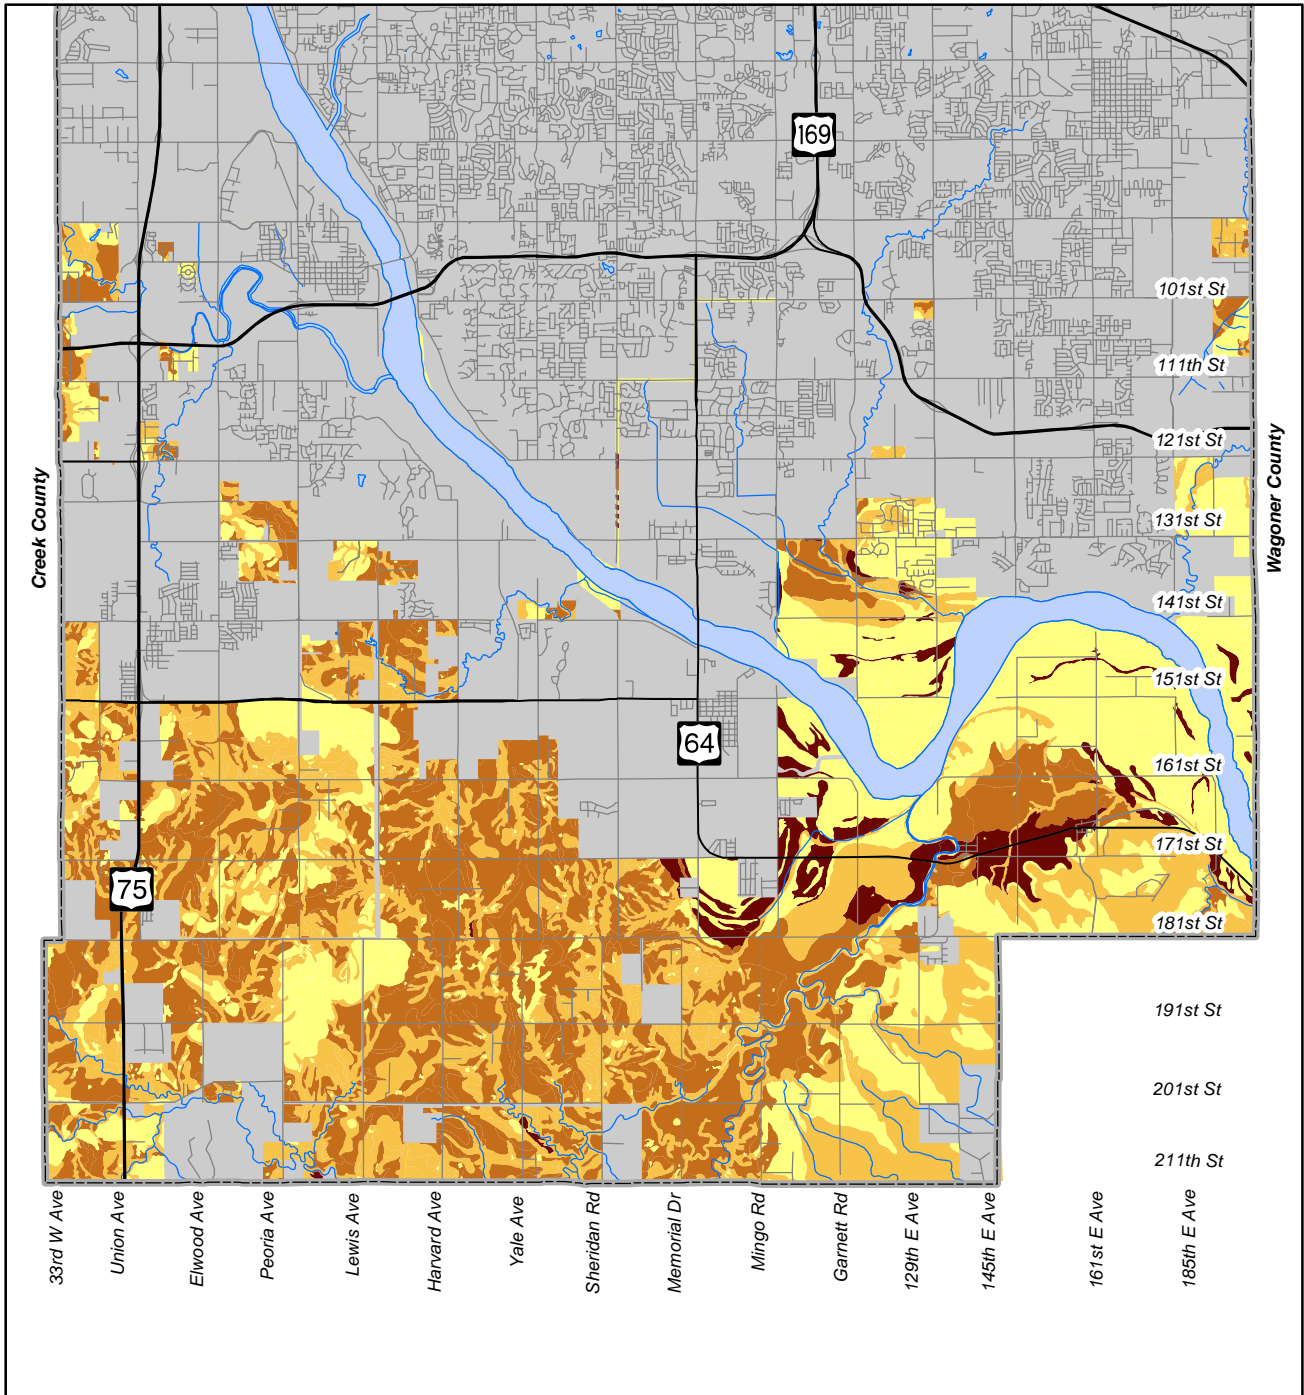 169
101st St
111th St
121st St
Creek County
Wagoner County
131st St
141st St
151st St
64
161st St
171st St
75
181st St
191st St
201st St
211th St
33rd W Ave
Union Ave
Elwood Ave
Peoria Ave
Lewis Ave
Harvard Ave
Yale Ave
Sheridan Rd
Memorial Dr
Mingo Rd
Garnett Rd
129th E Ave
145th E Ave
161st E Ave
185th E Ave